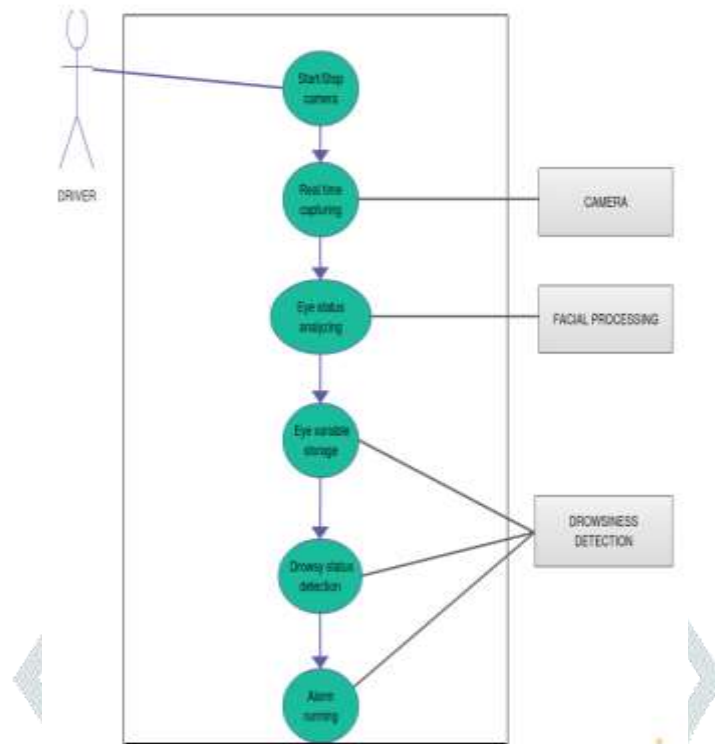 Start/Stop
camera
DRIVER
Real time
capturing
CAMERA
Eye status
analyzing
FACIAL PROCESSING
Eye variable
storage
DROWSINESS
DETECTION
Drowsy status
detection
Alarm
running